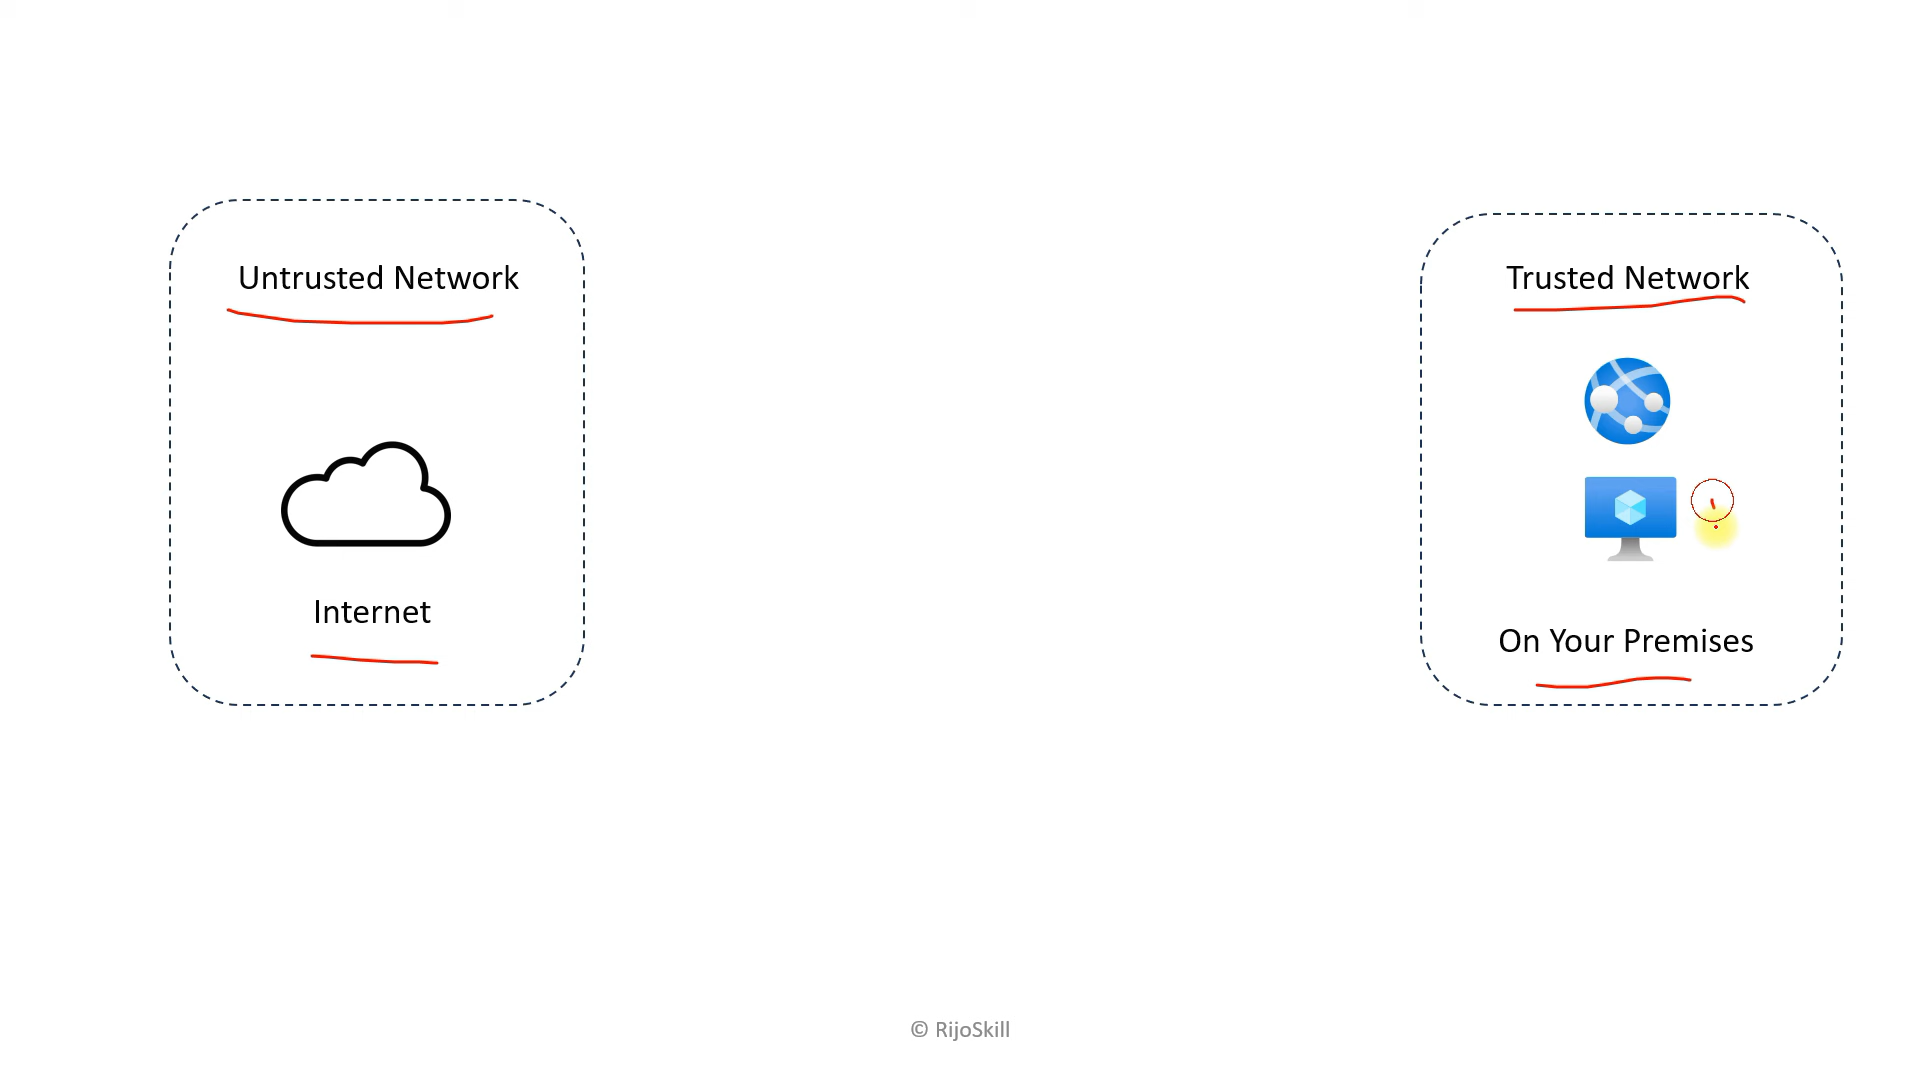 Untrusted Network
Internet
Trusted Network
On Your Premises
© RijoSkill